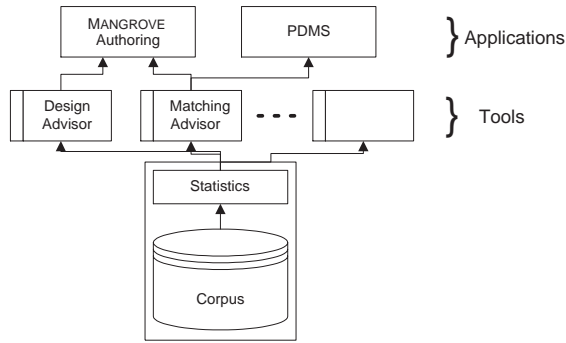 MANGROVE
Authoring
PDMS
} Applications
Design
Advisor
Matching
Advisor
- - -
} Tools
Statistics
Corpus